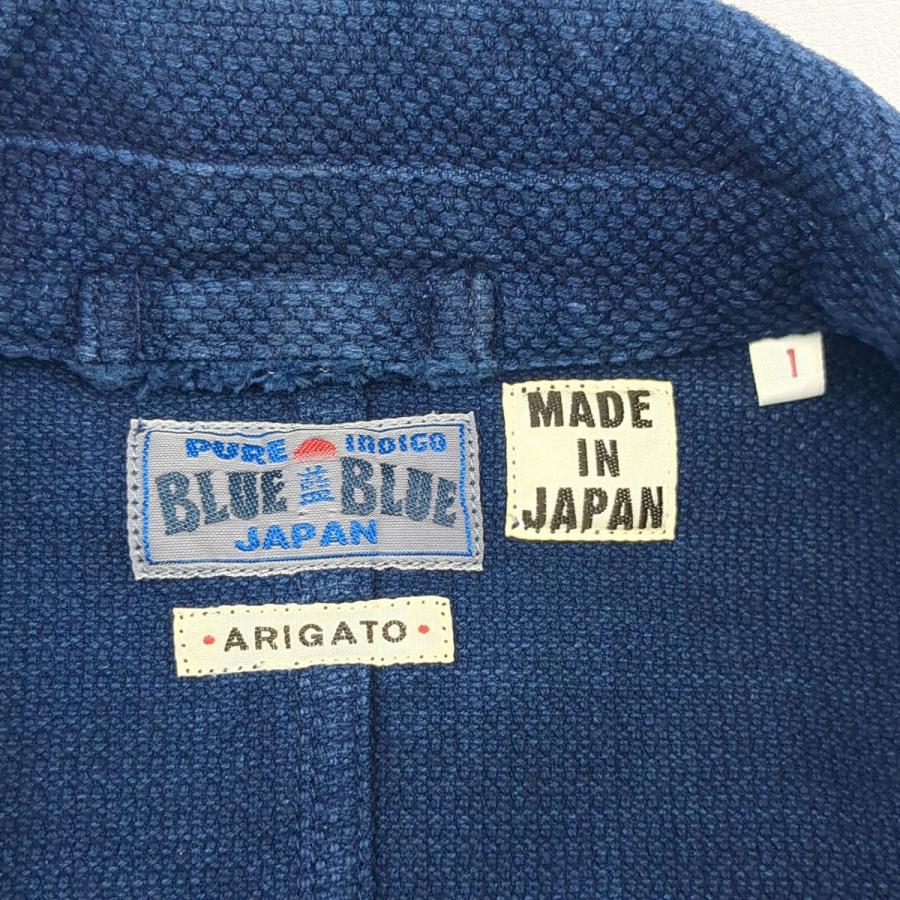 PURE INDIGO
BLUE BLUE
JAPAN
MADE
IN
JAPAN
1
• ARIGATO •